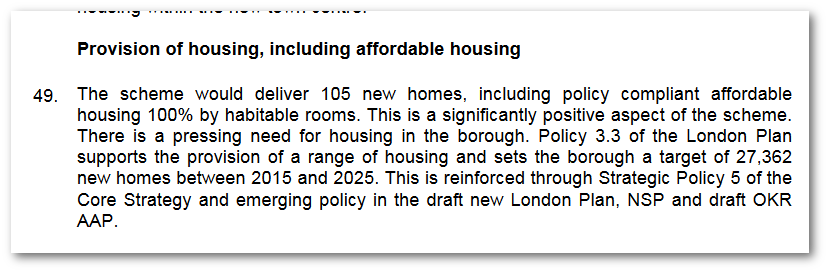 Provision of housing, including affordable housing
49. The scheme would deliver 105 new homes, including policy compliant affordable
housing 100% by habitable rooms. This is a significantly positive aspect of the scheme.
There is a pressing need for housing in the borough. Policy 3.3 of the London Plan
supports the provision of a range of housing and sets the borough a target of 27,362
new homes between 2015 and 2025. This is reinforced through Strategic Policy 5 of the
Core Strategy and emerging policy in the draft new London Plan, NSP and draft OKR
AAP.